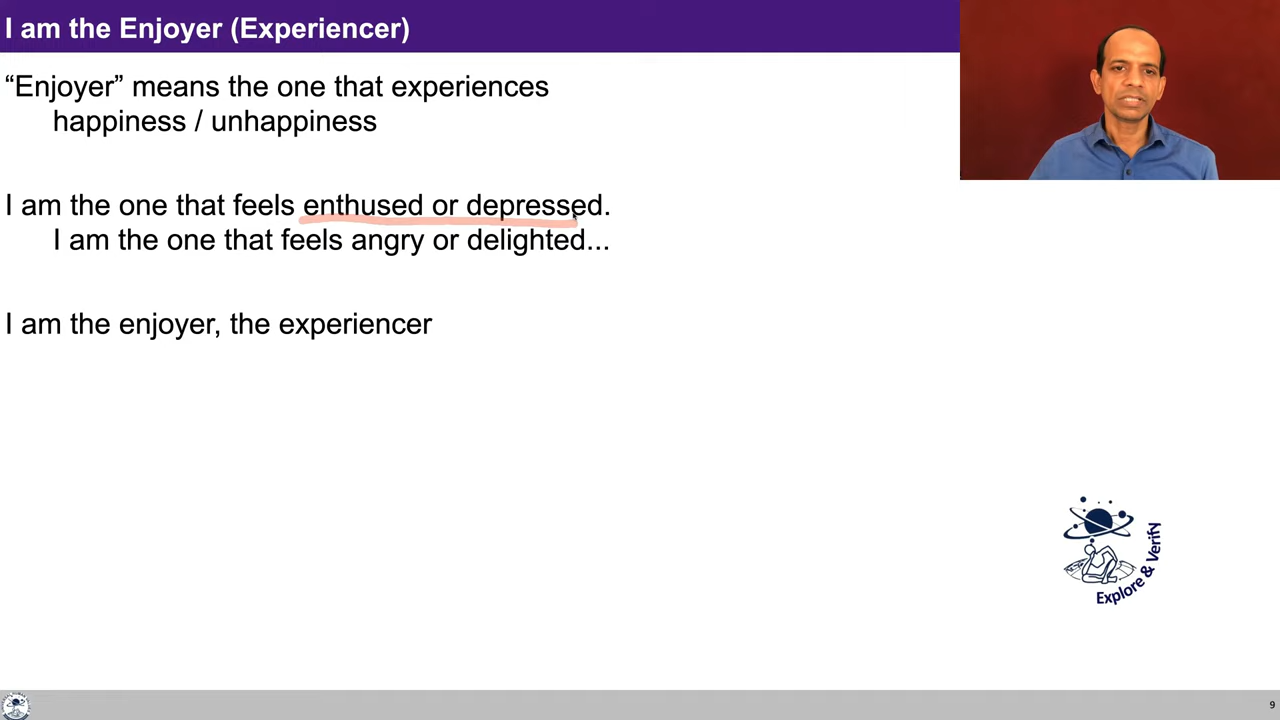 I am the Enjoyer (Experiencer)
“Enjoyer” means the one that experiences
happiness / unhappiness
I am the one that feels enthused or depressed.
I am the one that feels angry or delighted...
I am the enjoyer, the experiencer
Explore & Verify
9